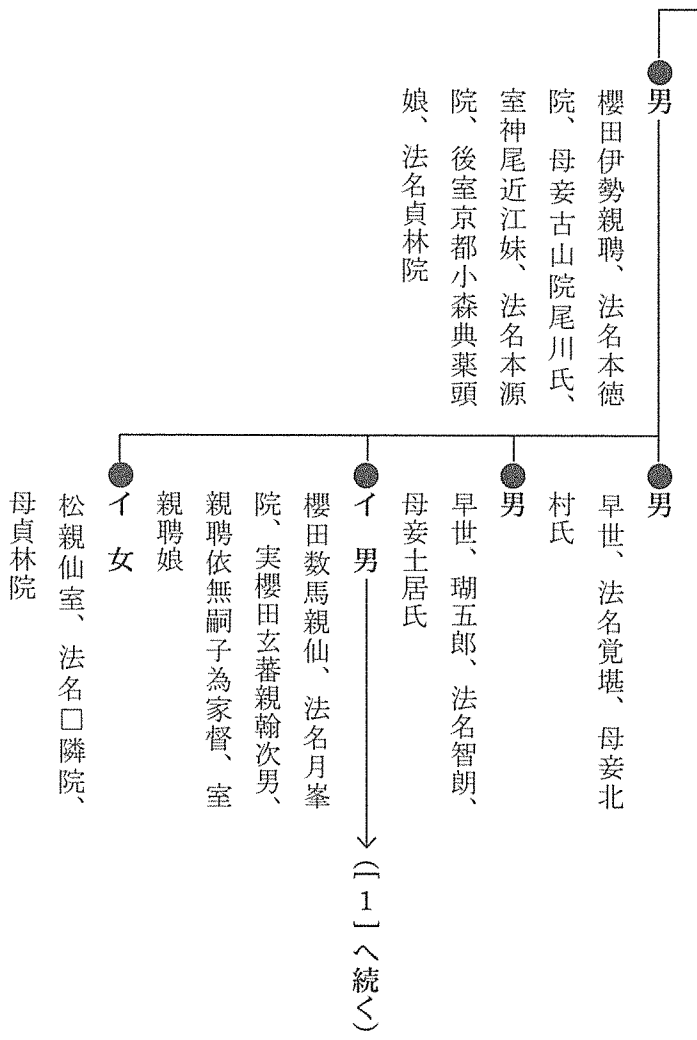 男
櫻田伊勢親聘、法名本徳
院、母妾古山院尾川氏、
室神尾近江妹、法名本源
院、後室京都小森典薬頭
娘、法名貞林院
男
早世、法名覚堪、母妾北
村氏
男
早世、瑚五郎、法名智朗、
母妾土居氏
イ 男
櫻田数馬親仙、法名月峯
院、実櫻田玄蕃親翰次男、
親聘依無嗣子為家督、室
親聘娘
(［1］へ続く)
イ 女
松親仙室、法名□隣院、
母貞林院